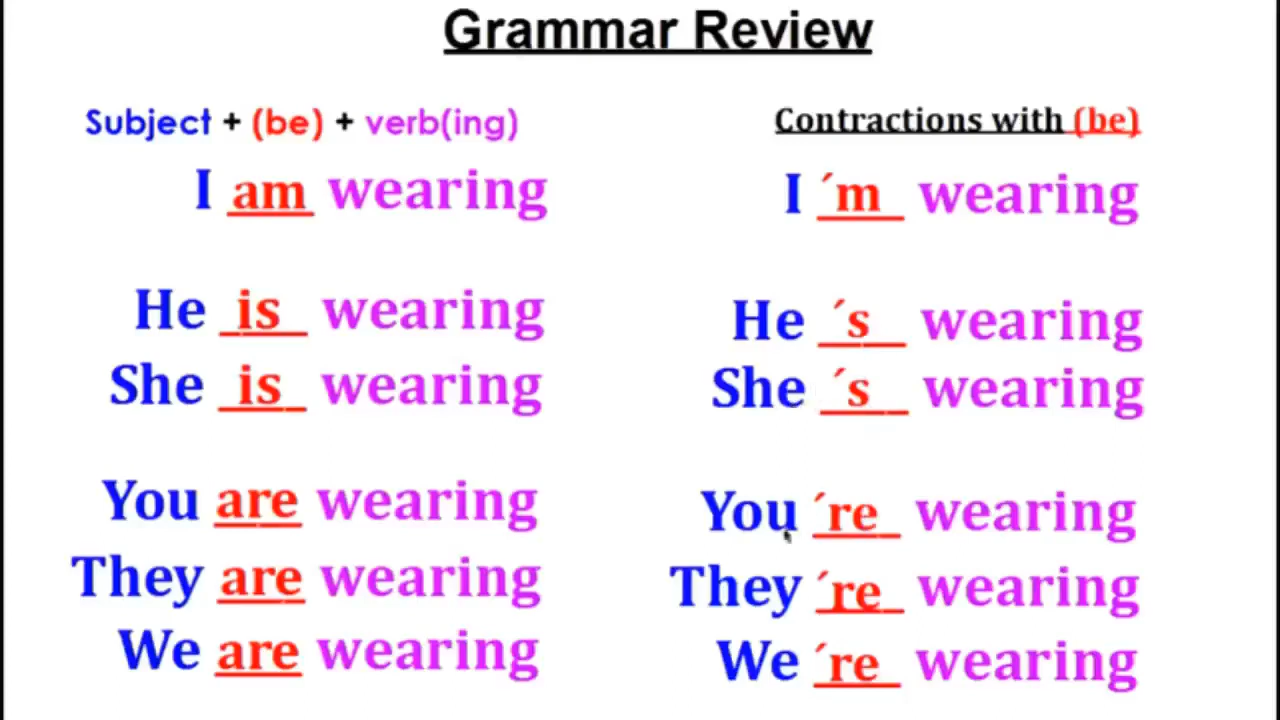 Grammar Review
Subject + (be) + verb(ing)
I am wearing
He is wearing
She is wearing
You are wearing
They are wearing
We are wearing
Contractions with (be)
I ´m wearing
He ´s wearing
She ´s wearing
You ´re wearing
They ´re wearing
We ´re wearing